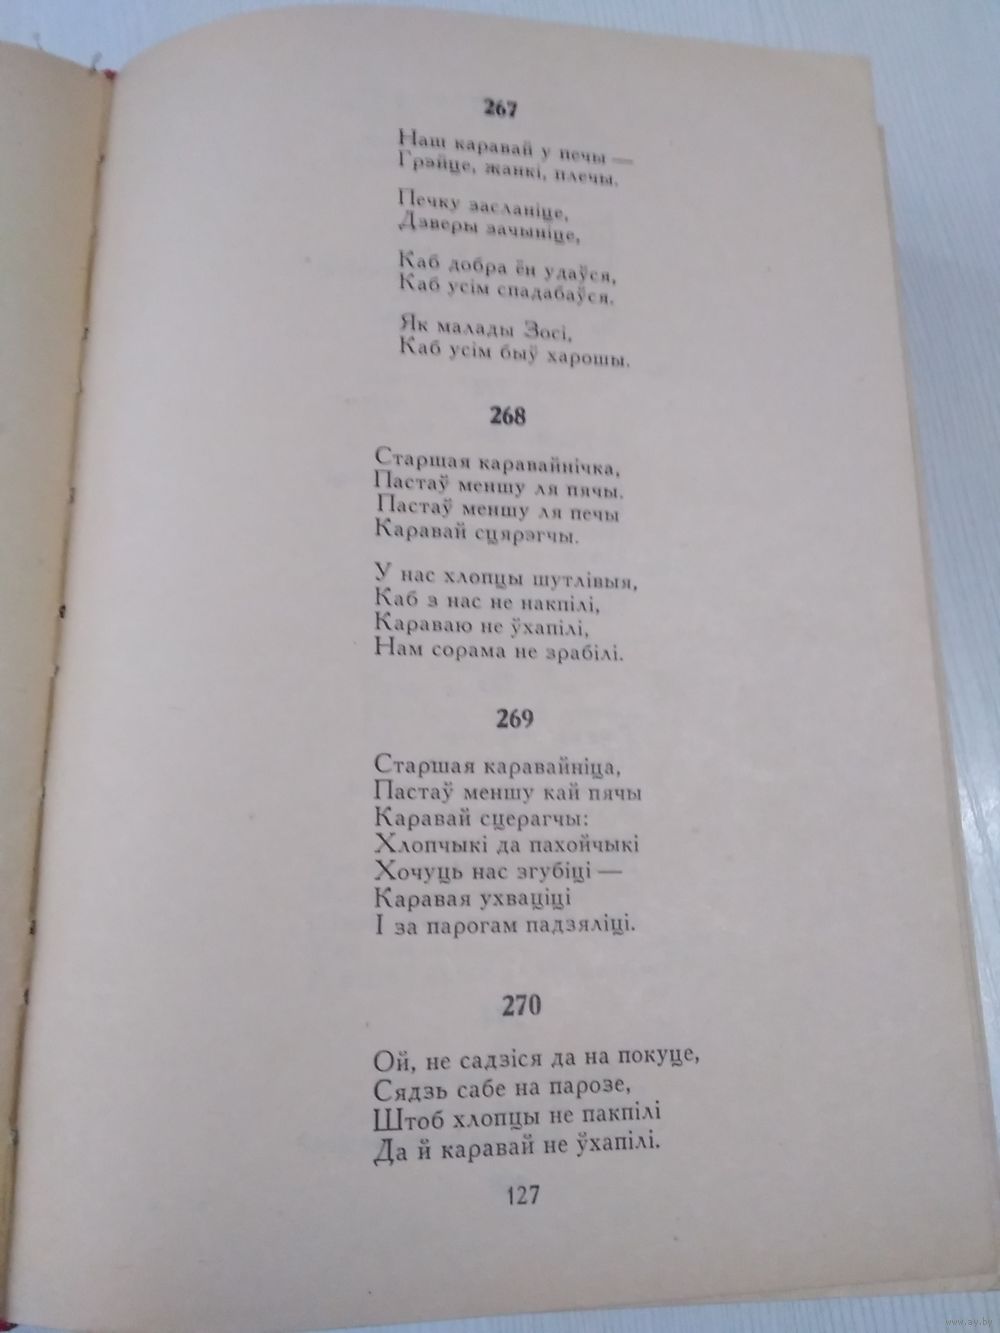 267
Наш каравай у печы —
Грэйце, жанкі, плечы.
Печку засланіце,
Дзверы зачыніце,
Каб добра ён удаўся,
Каб усім спадабаўся.
Як малады Зосі,
Каб усім быў харошы.
268
Старшая каравайнічка,
Пастаў меншу ля пячы.
Пастаў меншу ля печы
Каравай сцярэгчы.
У нас хлопцы шутлівыя,
Каб з нас не накпілі,
Караваю не ўхапілі,
Нам сорама не зрабілі.
269
Старшая каравайніца,
Пастаў меншу кай пячы
Каравай сцерагчы:
Хлопчыкі да пахойчыкі
Хочуць нас згубіці —
Каравая ухваціці
І за парогам падзяліці.
270
Ой, не садзіся да на покуце,
Сядзь сабе на парозе,
Штоб хлопцы не пакпілі
Да й каравай не ўхапілі.
127
www.ay.by